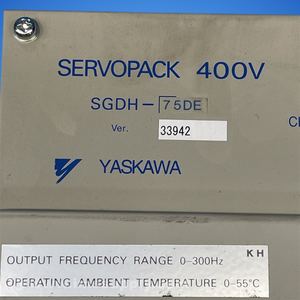 SERVOPACK 400V
SGDH-75DE
Ver. 33942
YASKAWA
KH
OUTPUT FREQUENCY RANGE 0-300Hz
OPERATING AMBIENT TEMPERATURE 0-55°C